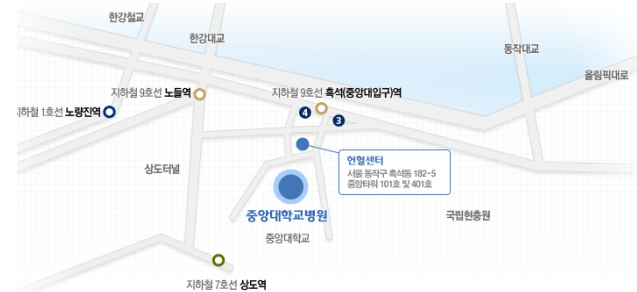 한강철교
한강대교
동작대교
올림픽대로
지하철 9호선 노들역
지하철 9호선 흑석(중앙대입구)역
지하철 1호선 노량진역
4
3
헌혈센터
서울 동작구 흑석동 182-5
중앙타워 101호 및 401호
상도터널
중앙대학교병원
국립현충원
중앙대학교
지하철 7호선 상도역